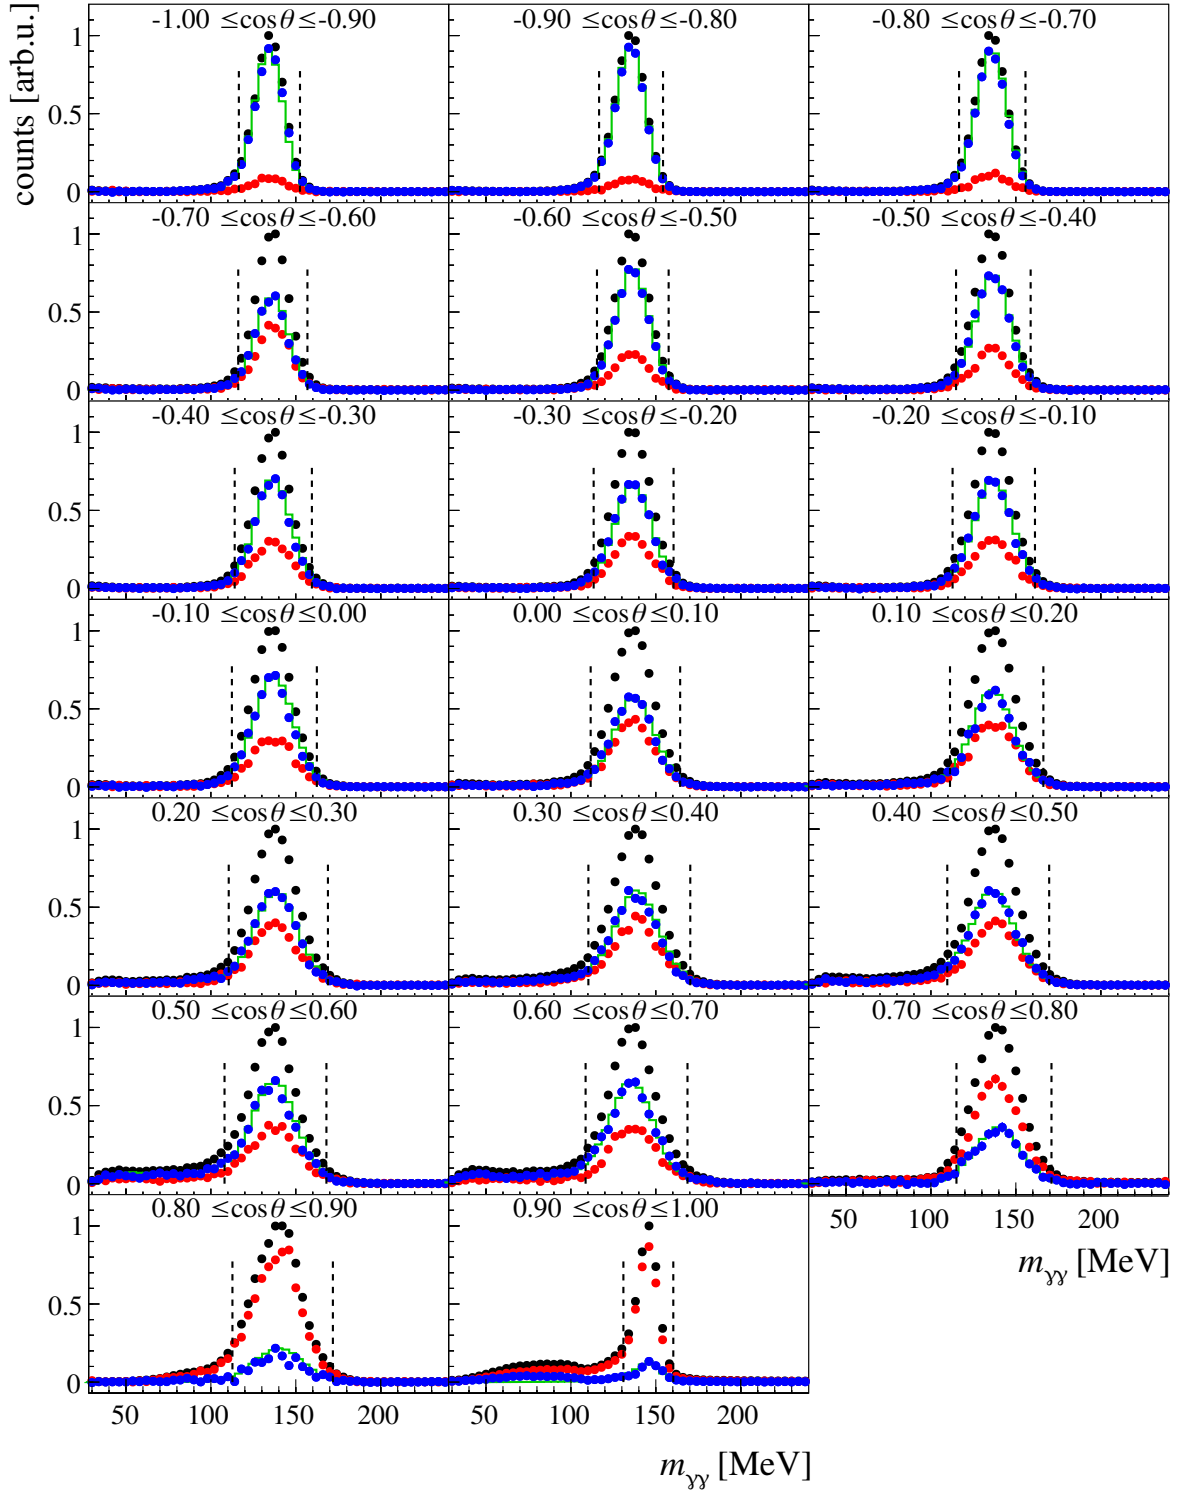 counts [arb.u.]
-1.00 ≤cosθ≤-0.90
-0.90 ≤cosθ≤-0.80
-0.80 ≤cosθ≤-0.70
1
0.5
0
-0.70 ≤cosθ≤-0.60
-0.60 ≤cosθ≤-0.50
-0.50 ≤cosθ≤-0.40
1
0.5
0
-0.40 ≤cosθ≤-0.30
-0.30 ≤cosθ≤-0.20
-0.20 ≤cosθ≤-0.10
1
0.5
0
-0.10 ≤cosθ≤0.00
0.00 ≤cosθ≤0.10
0.10 ≤cosθ≤0.20
1
0.5
0
0.20 ≤cosθ≤0.30
0.30 ≤cosθ≤0.40
0.40 ≤cosθ≤0.50
1
0.5
0
0.50 ≤cosθ≤0.60
0.60 ≤cosθ≤0.70
0.70 ≤cosθ≤0.80
1
0.5
0
50 100 150 200
m_γγ [MeV]
0.80 ≤cosθ≤0.90
0.90 ≤cosθ≤1.00
1
0.5
0
50 100 150 200
50 100 150 200
m_γγ [MeV]